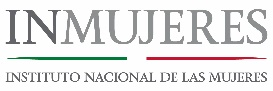 INMUJERES
INSTITUTO NACIONAL DE LAS MUJERES